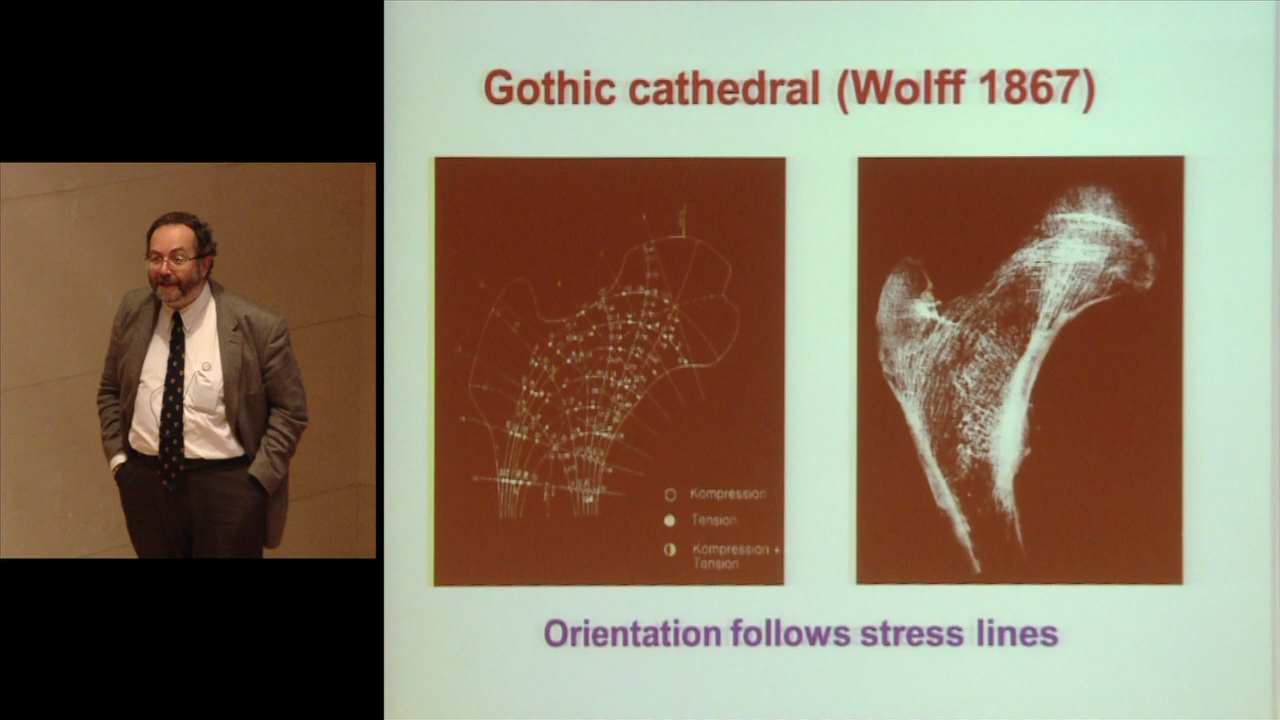 Gothic cathedral (Wolff 1867)
Kompression
Tension
Kompression +
Tension
Orientation follows stress lines